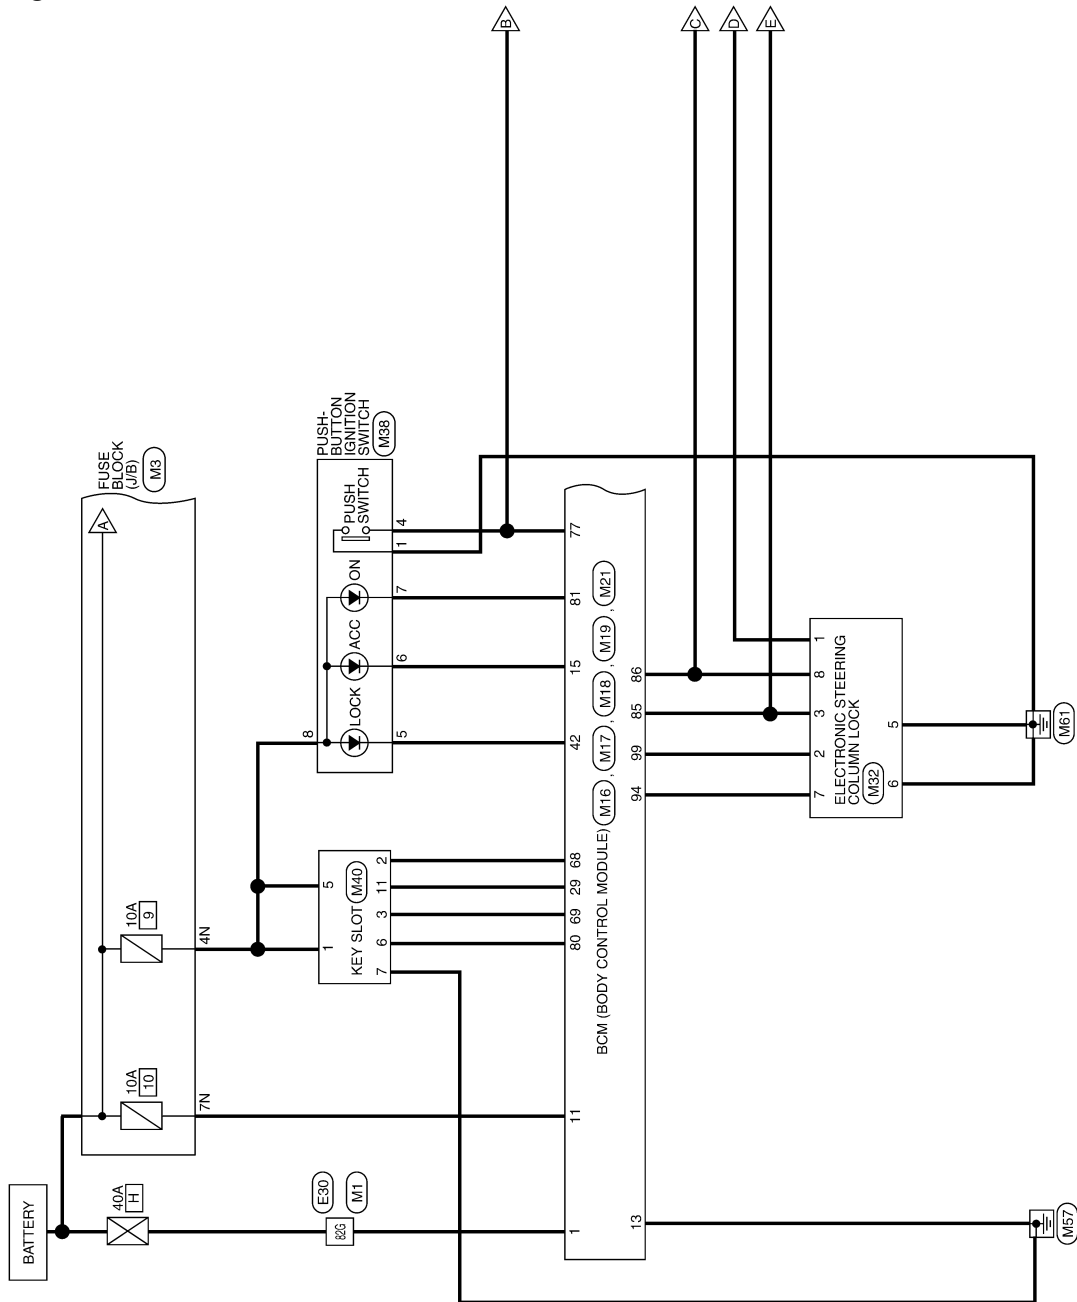 BATTERY
40A
H
E30
M1
82G
10A
10
7N
10A
9
4N
A
FUSE
BLOCK
(J/B)
M3
PUSH-
BUTTON
IGNITION
SWITCH
M38
PUSH
SWITCH
LOCK
ACC
ON
8
5
6
7
1
4
KEY SLOT
M40
1
5
7
6
3
11
2
BCM (BODY CONTROL MODULE)
M16 , M17 , M18 , M19 , M21
1
11
80
69
29
68
42
15
81
77
13
94
99
85
86
ELECTRONIC STEERING
COLUMN LOCK
M32
7
2
3
8
1
6
5
M57
M61
B
C
D
E